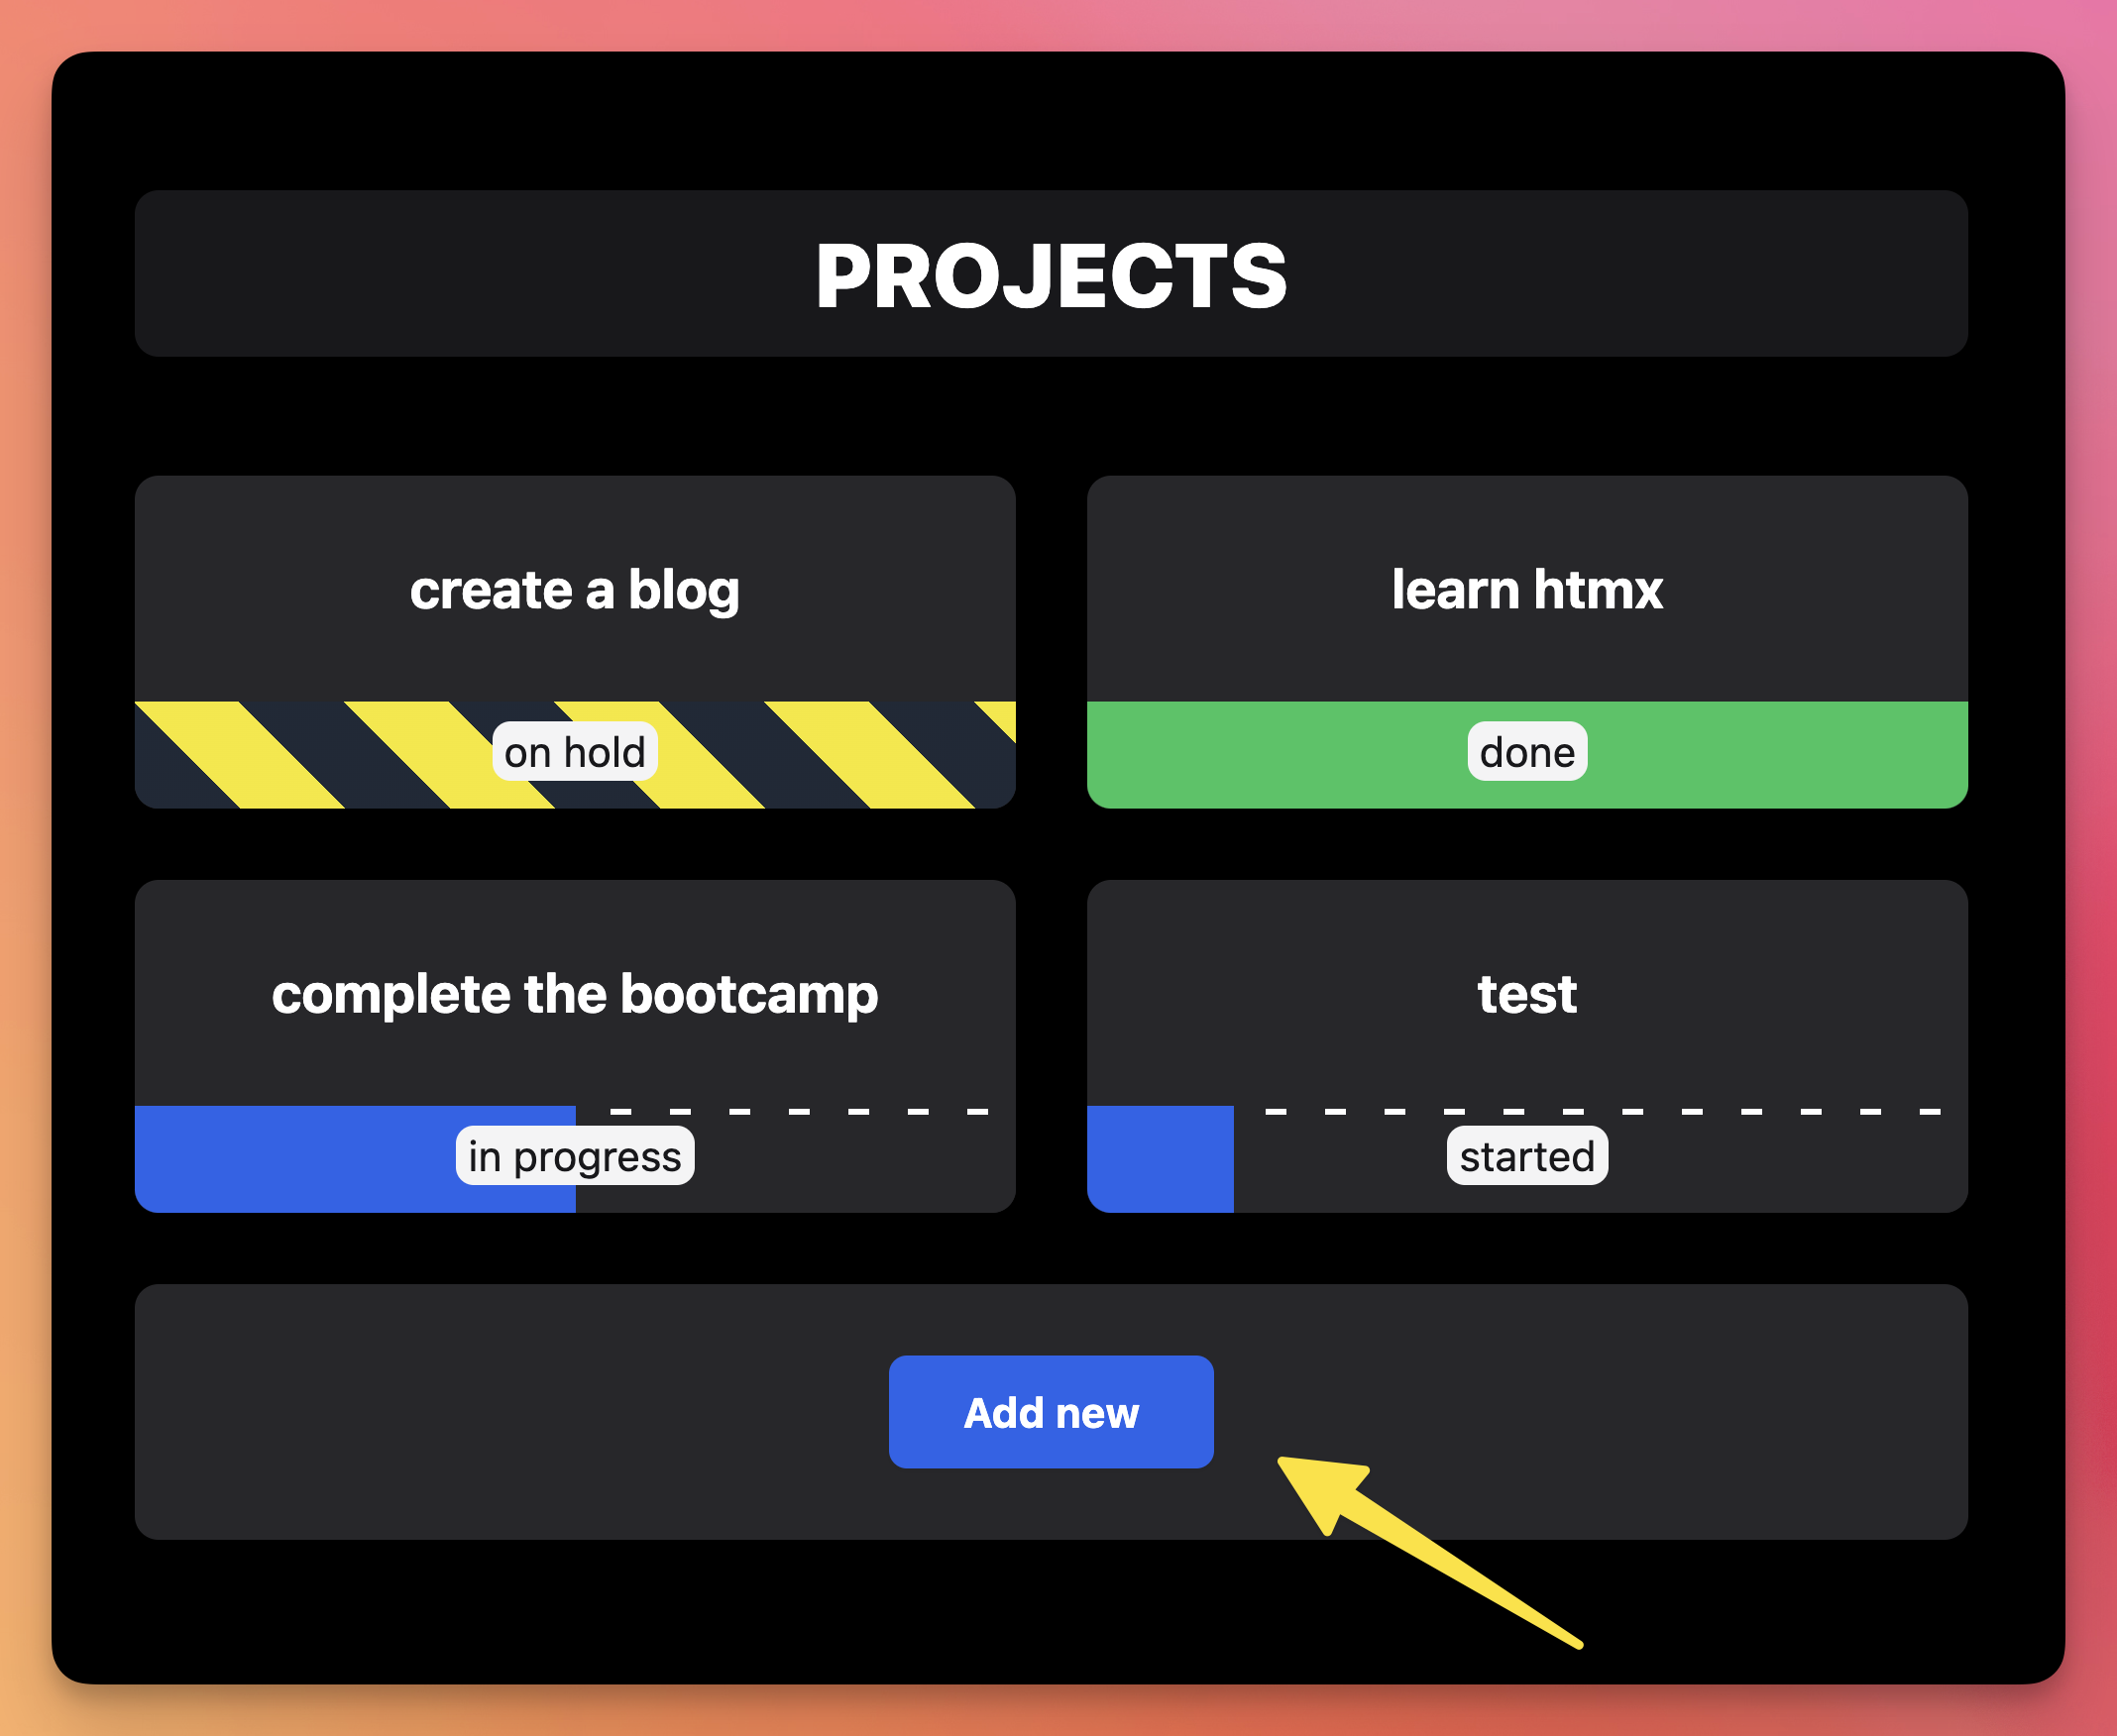 PROJECTS
create a blog
on hold
learn htmx
done
complete the bootcamp
in progress
test
started
Add new